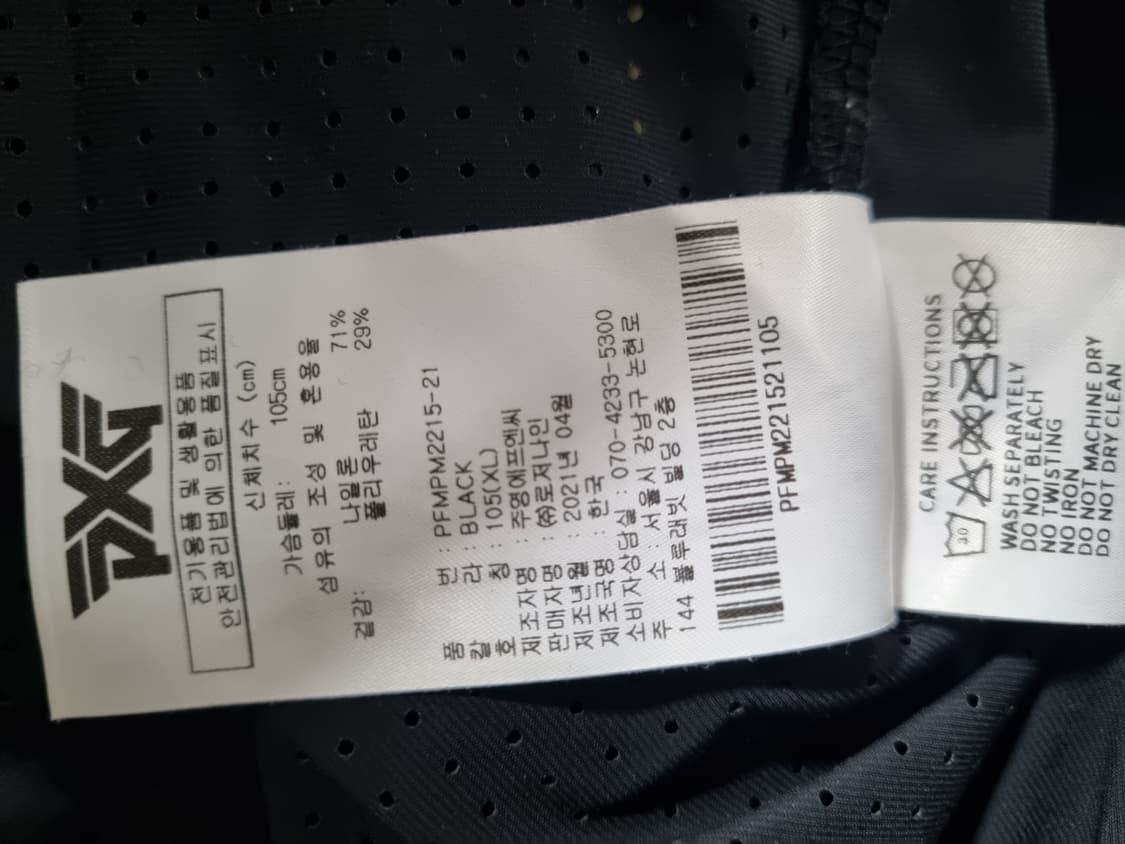 PXG
전기용품 및 생활용품
안전관리법에 의한 품질표시
신체치수 (cm)
가슴둘레: 105cm
섬유의 조성 및 혼용율
겉감: 나일론 71%
폴리우레탄 29%
품 번 : PFMPM2215-21
칼 라 : BLACK
호 칭 : 105(XL)
제조자명 : 주영에프엔씨
판매자명 : ㈜로저나인
제조년월 : 2021년 04월
제조국명 : 한국
소비자상담실 : 070-4233-5300
주 소 : 서울시 강남구 논현로
144 블루래빗 빌딩 2층
PFMPM221521105
CARE INSTRUCTIONS
30
WASH SEPARATELY
DO NOT BLEACH
NO TWISTING
NO IRON
DO NOT MACHINE DRY
DO NOT DRY CLEAN